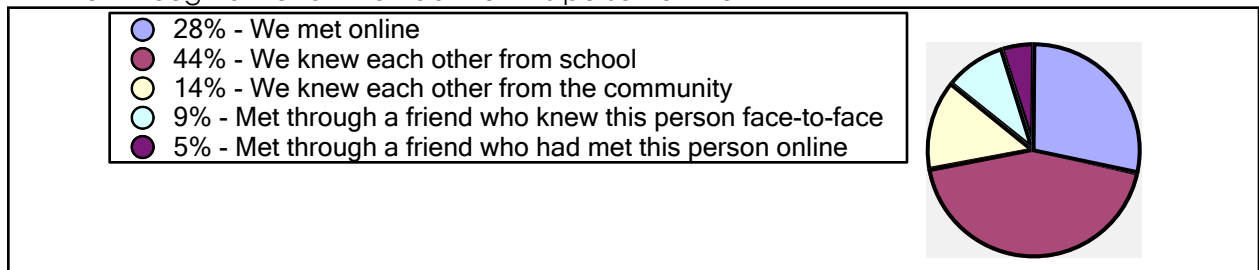 28% - We met online
44% - We knew each other from school
14% - We knew each other from the community
9% - Met through a friend who knew this person face-to-face
5% - Met through a friend who had met this person online